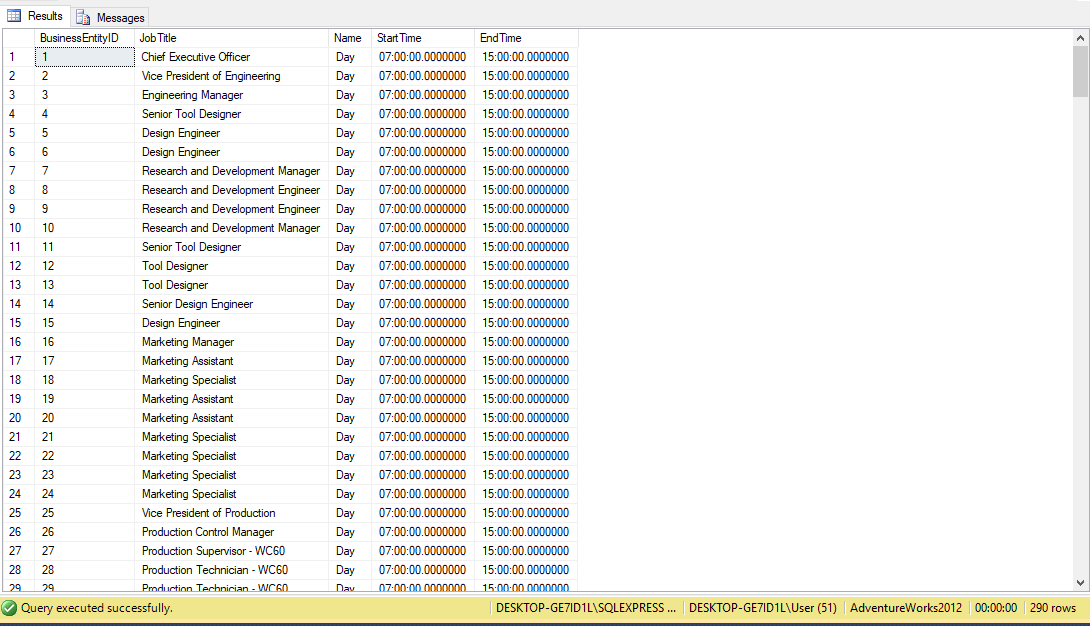 Results Messages
BusinessEntityID JobTitle Name StartTime EndTime
1 1 Chief Executive Officer Day 07:00:00.0000000 15:00:00.0000000
2 2 Vice President of Engineering Day 07:00:00.0000000 15:00:00.0000000
3 3 Engineering Manager Day 07:00:00.0000000 15:00:00.0000000
4 4 Senior Tool Designer Day 07:00:00.0000000 15:00:00.0000000
5 5 Design Engineer Day 07:00:00.0000000 15:00:00.0000000
6 6 Design Engineer Day 07:00:00.0000000 15:00:00.0000000
7 7 Research and Development Manager Day 07:00:00.0000000 15:00:00.0000000
8 8 Research and Development Engineer Day 07:00:00.0000000 15:00:00.0000000
9 9 Research and Development Engineer Day 07:00:00.0000000 15:00:00.0000000
10 10 Research and Development Manager Day 07:00:00.0000000 15:00:00.0000000
11 11 Senior Tool Designer Day 07:00:00.0000000 15:00:00.0000000
12 12 Tool Designer Day 07:00:00.0000000 15:00:00.0000000
13 13 Tool Designer Day 07:00:00.0000000 15:00:00.0000000
14 14 Senior Design Engineer Day 07:00:00.0000000 15:00:00.0000000
15 15 Design Engineer Day 07:00:00.0000000 15:00:00.0000000
16 16 Marketing Manager Day 07:00:00.0000000 15:00:00.0000000
17 17 Marketing Assistant Day 07:00:00.0000000 15:00:00.0000000
18 18 Marketing Specialist Day 07:00:00.0000000 15:00:00.0000000
19 19 Marketing Assistant Day 07:00:00.0000000 15:00:00.0000000
20 20 Marketing Assistant Day 07:00:00.0000000 15:00:00.0000000
21 21 Marketing Specialist Day 07:00:00.0000000 15:00:00.0000000
22 22 Marketing Specialist Day 07:00:00.0000000 15:00:00.0000000
23 23 Marketing Specialist Day 07:00:00.0000000 15:00:00.0000000
24 24 Marketing Specialist Day 07:00:00.0000000 15:00:00.0000000
25 25 Vice President of Production Day 07:00:00.0000000 15:00:00.0000000
26 26 Production Control Manager Day 07:00:00.0000000 15:00:00.0000000
27 27 Production Supervisor - WC60 Day 07:00:00.0000000 15:00:00.0000000
28 28 Production Technician - WC60 Day 07:00:00.0000000 15:00:00.0000000
29 29 Production Technician - WC60 Day 07:00:00.0000000 15:00:00.0000000
Query executed successfully. DESKTOP-GE7ID1L\SQLEXPRESS ... DESKTOP-GE7ID1L\User (51) AdventureWorks2012 00:00:00 290 rows